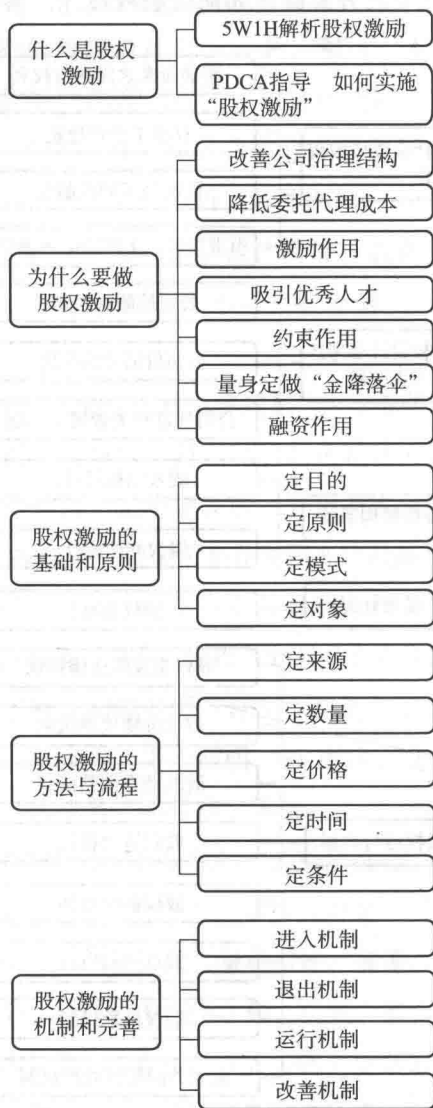 什么是股权
激励
5W1H解析股权激励
PDCA指导　如何实施
“股权激励”
为什么要做
股权激励
改善公司治理结构
降低委托代理成本
激励作用
吸引优秀人才
约束作用
量身定做“金降落伞”
融资作用
股权激励的
基础和原则
定目的
定原则
定模式
定对象
股权激励的
方法与流程
定来源
定数量
定价格
定时间
定条件
股权激励的
机制和完善
进入机制
退出机制
运行机制
改善机制